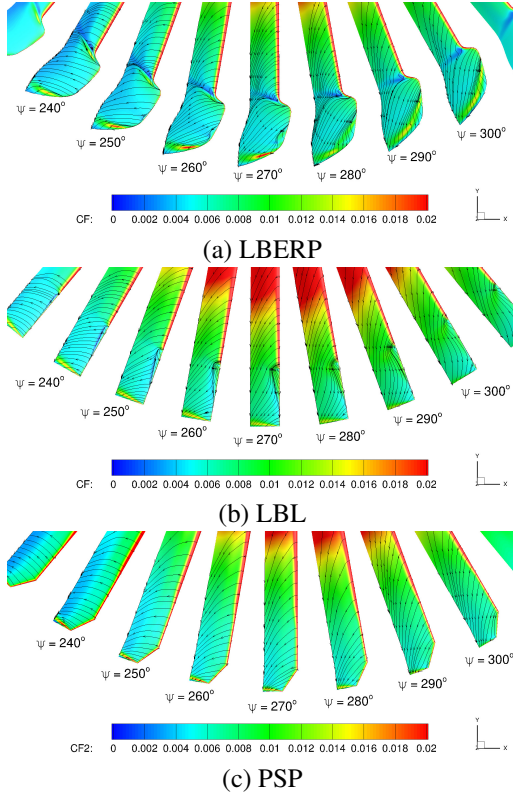 ψ = 240°
ψ = 250°
ψ = 260°
ψ = 270°
ψ = 280°
ψ = 290°
ψ = 300°
CF: 0 0.002 0.004 0.006 0.008 0.01 0.012 0.014 0.016 0.018 0.02
Y
X
Z
(a) LBERP
ψ = 240°
ψ = 250°
ψ = 260°
ψ = 270°
ψ = 280°
ψ = 290°
ψ = 300°
CF: 0 0.002 0.004 0.006 0.008 0.01 0.012 0.014 0.016 0.018 0.02
Y
X
Z
(b) LBL
ψ = 240°
ψ = 250°
ψ = 260°
ψ = 270°
ψ = 280°
ψ = 290°
ψ = 300°
CF2: 0 0.002 0.004 0.006 0.008 0.01 0.012 0.014 0.016 0.018 0.02
Y
X
Z
(c) PSP